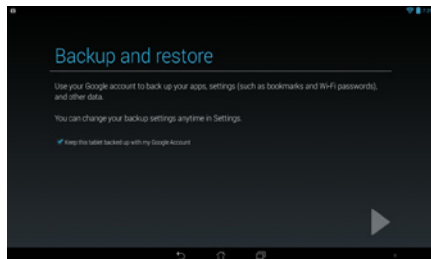 Backup and restore
Use your Google account to back up your apps, settings (such as bookmarks and Wi-Fi passwords),
and other data.
You can change your backup settings anytime in Settings.
Keep this tablet backed up with my Google Account